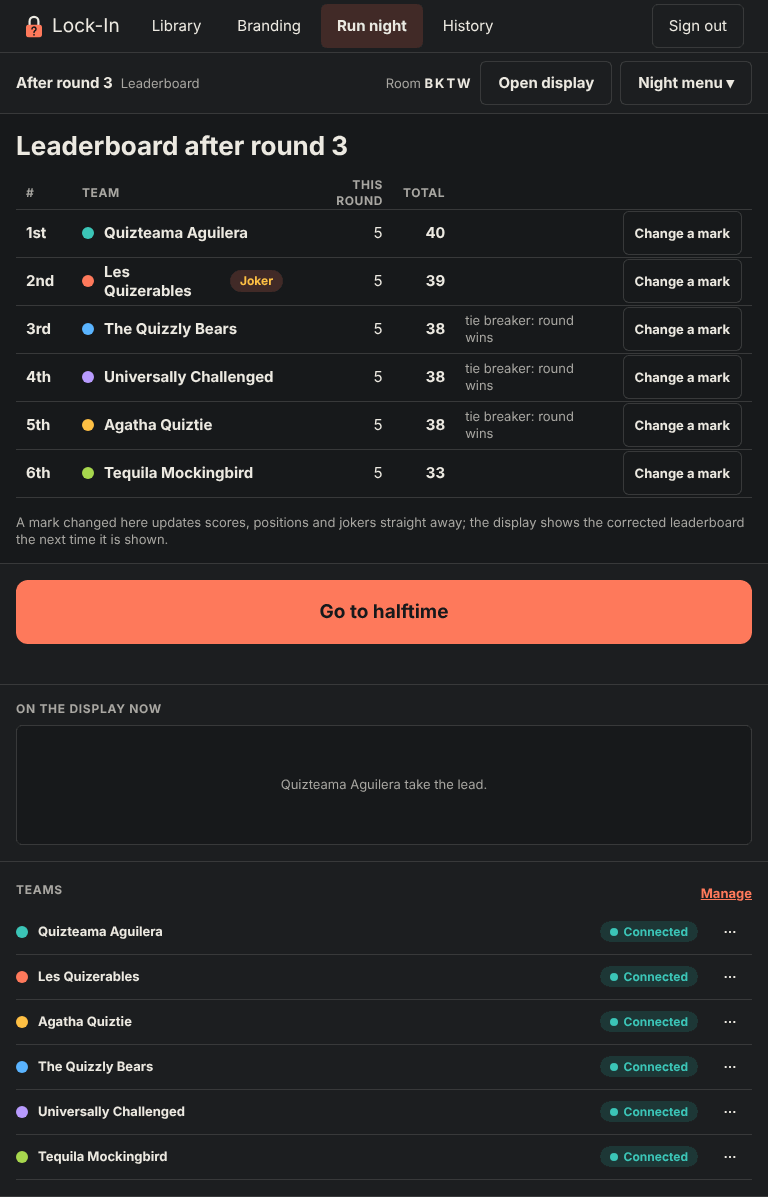 Lock-In Library Branding Run night History Sign out
After round 3 Leaderboard Room BKTW Open display Night menu ▾
Leaderboard after round 3
# TEAM THIS ROUND TOTAL
1st Quizteama Aguilera 5 40 Change a mark
2nd Les Quizerables Joker 5 39 Change a mark
3rd The Quizzly Bears 5 38 tie breaker: round wins Change a mark
4th Universally Challenged 5 38 tie breaker: round wins Change a mark
5th Agatha Quiztie 5 38 tie breaker: round wins Change a mark
6th Tequila Mockingbird 5 33 Change a mark
A mark changed here updates scores, positions and jokers straight away; the display shows the corrected leaderboard
the next time it is shown.
Go to halftime
ON THE DISPLAY NOW
Quizteama Aguilera take the lead.
TEAMS Manage
Quizteama Aguilera Connected ...
Les Quizerables Connected ...
Agatha Quiztie Connected ...
The Quizzly Bears Connected ...
Universally Challenged Connected ...
Tequila Mockingbird Connected ...